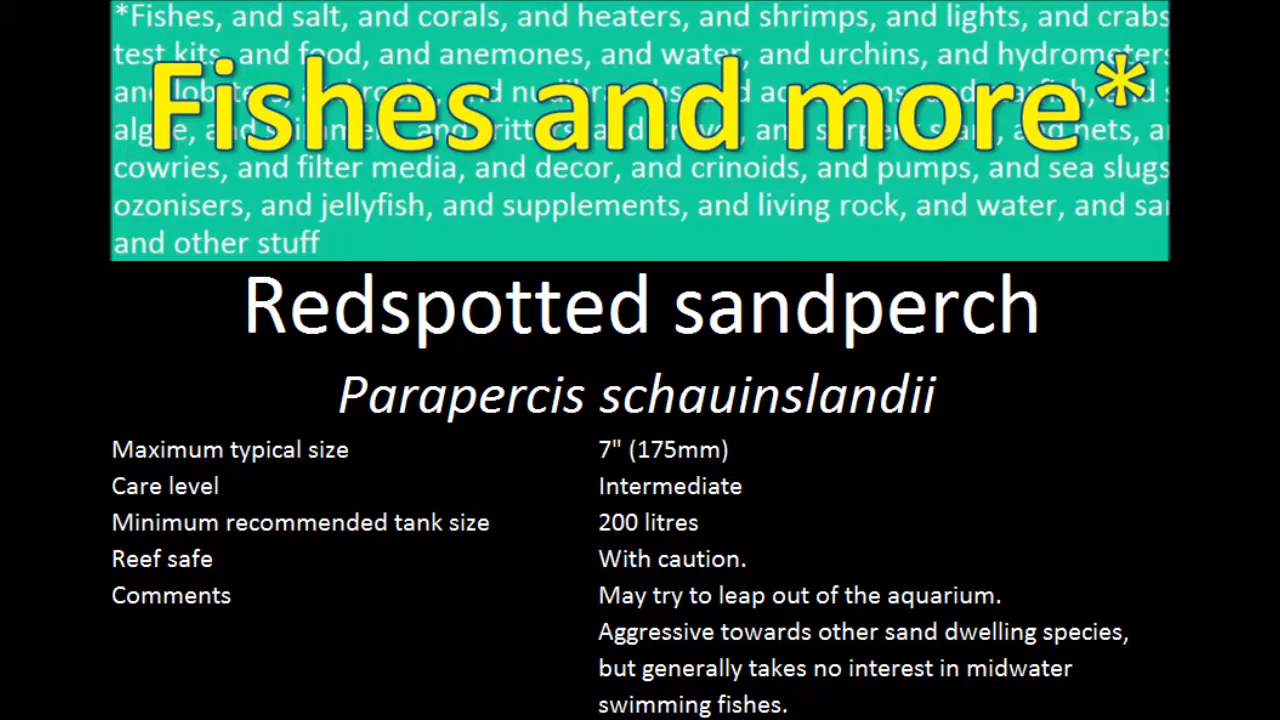 *Fishes, and salt, and corals, and heaters, and shrimps, and lights, and crabs
test kits, and food, and anemones, and water, and urchins, and hydrometers
Fishes and more*
cowries, and filter media, and decor, and crinoids, and pumps, and sea slugs
ozonisers, and jellyfish, and supplements, and living rock, and water, and
and other stuff
Redspotted sandperch
Parapercis schauinslandii
Maximum typical size 7" (175mm)
Care level Intermediate
Minimum recommended tank size 200 litres
Reef safe With caution.
Comments May try to leap out of the aquarium.
Aggressive towards other sand dwelling species,
but generally takes no interest in midwater
swimming fishes.